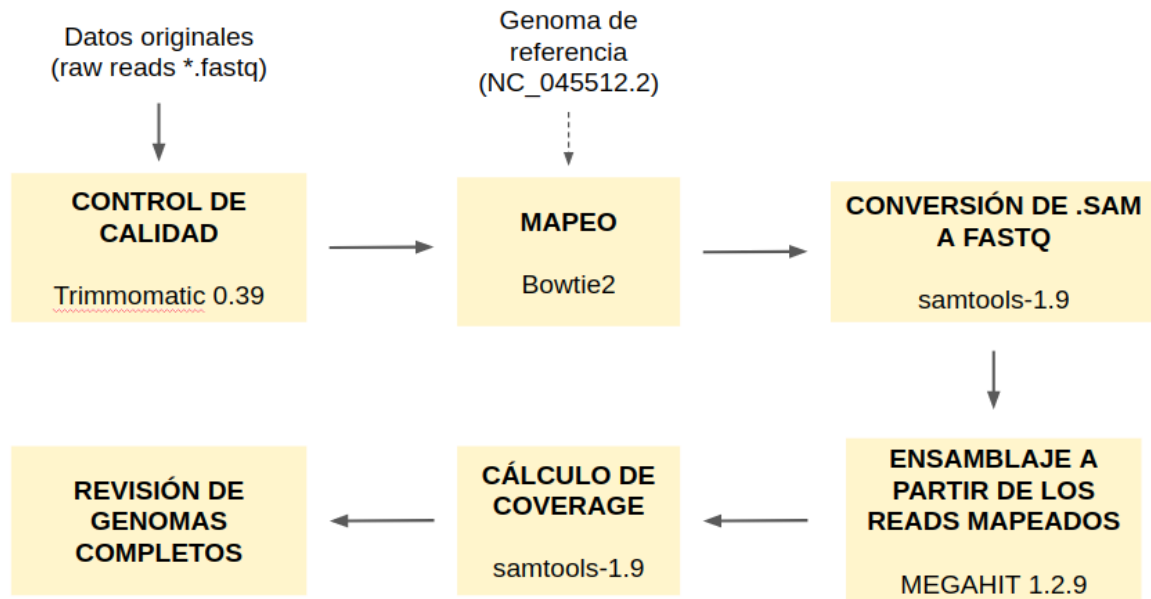 Datos originales
(raw reads *.fastq)
Genoma de
referencia
(NC_045512.2)
CONTROL DE
CALIDAD
Trimmomatic 0.39
MAPEO
Bowtie2
CONVERSIÓN DE .SAM
A FASTQ
samtools-1.9
ENSAMBLAJE A
PARTIR DE LOS
READS MAPEADOS
MEGAHIT 1.2.9
CÁLCULO DE
COVERAGE
samtools-1.9
REVISIÓN DE
GENOMAS
COMPLETOS